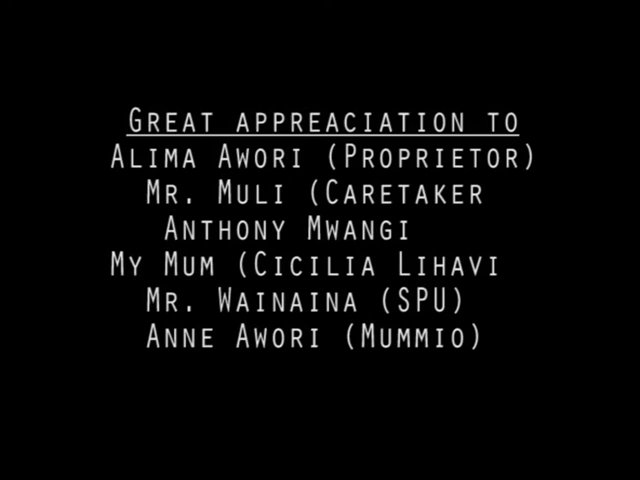 Great appreaciation to
Alima Awori (Proprietor)
Mr. Muli (Caretaker
Anthony Mwangi
My Mum (Cicilia Lihavi
Mr. Wainaina (SPU)
Anne Awori (Mummio)